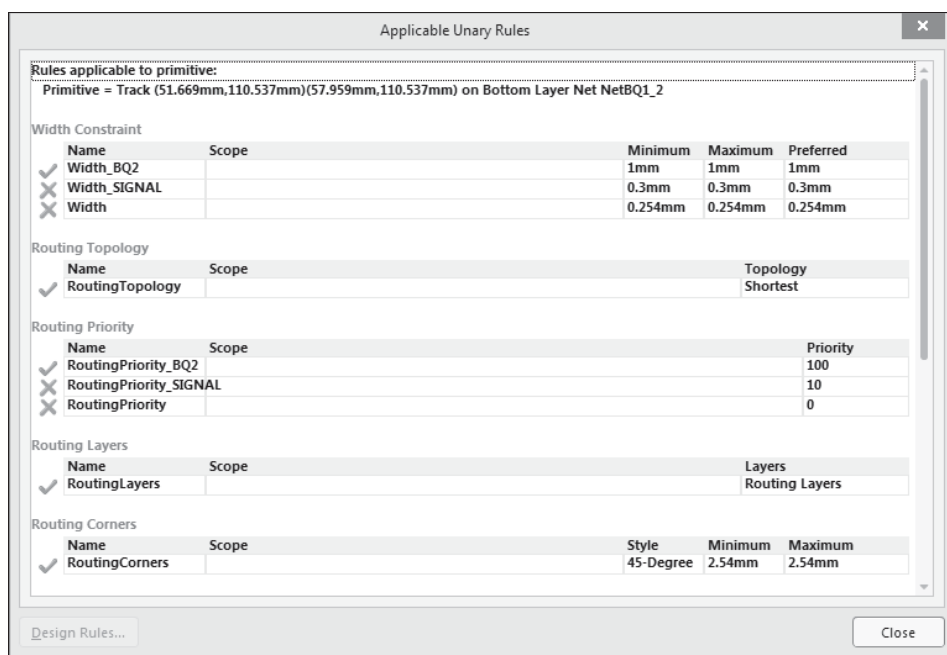 Applicable Unary Rules
Rules applicable to primitive:
Primitive = Track (51.669mm,110.537mm)(57.959mm,110.537mm) on Bottom Layer Net NetBQ1_2
Width Constraint
Name Scope Minimum Maximum Preferred
Width_BQ2 1mm 1mm 1mm
Width_SIGNAL 0.3mm 0.3mm 0.3mm
Width 0.254mm 0.254mm 0.254mm
Routing Topology
Name Scope Topology
RoutingTopology Shortest
Routing Priority
Name Scope Priority
RoutingPriority_BQ2 100
RoutingPriority_SIGNAL 10
RoutingPriority 0
Routing Layers
Name Scope Layers
RoutingLayers Routing Layers
Routing Corners
Name Scope Style Minimum Maximum
RoutingCorners 45-Degree 2.54mm 2.54mm
Design Rules... Close